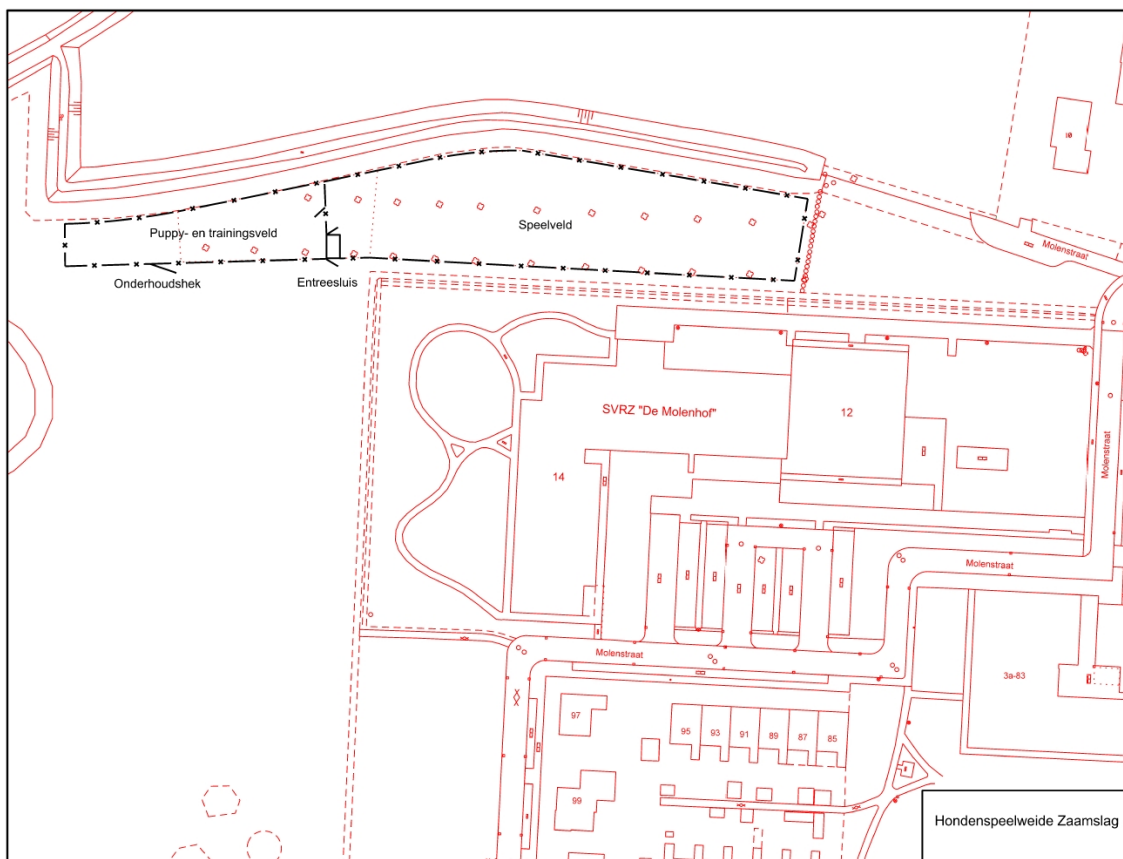 Molenstraat
Puppy- en trainingsveld
Speelveld
Onderhoudshek
Entreesluis
SVRZ "De Molenhof"
12
14
Molenstraat
Molenstraat
Molenstraat
3a-83
97
95
93
91
89
87
85
99
Hondenspeelweide Zaamslag